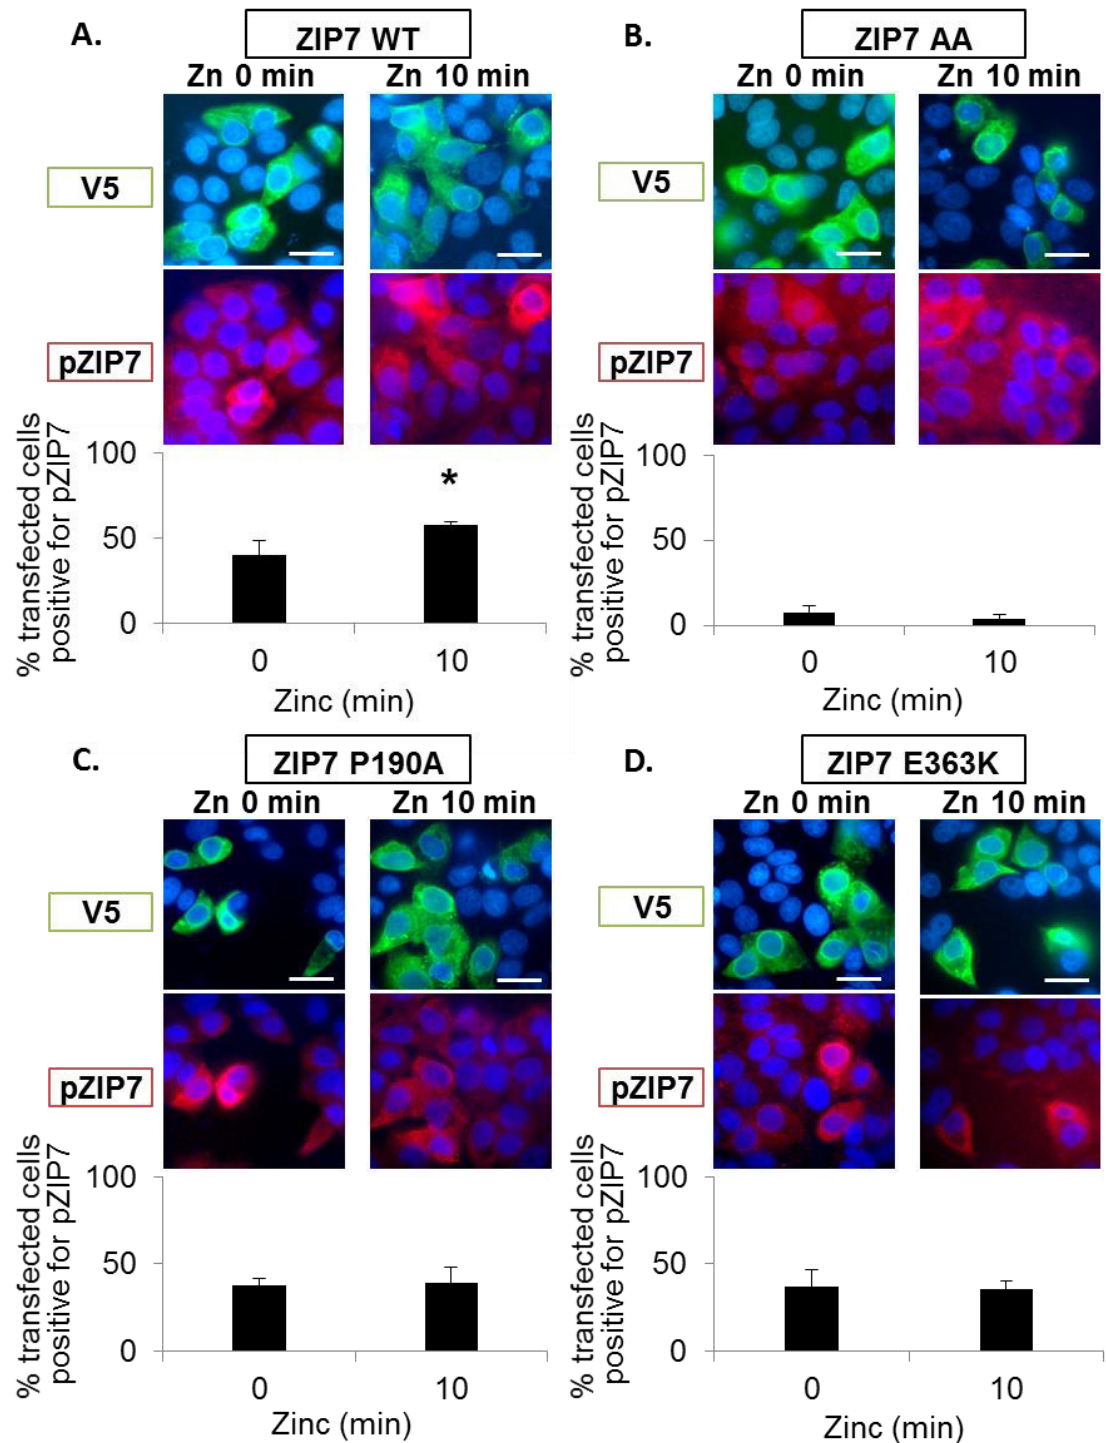 A.
ZIP7 WT
Zn 0 min
Zn 10 min
V5
pZIP7
% transfected cells
positive for pZIP7
100
50
0
*
0
10
Zinc (min)
B.
ZIP7 AA
Zn 0 min
Zn 10 min
V5
pZIP7
% transfected cells
positive for pZIP7
100
50
0
0
10
Zinc (min)
C.
ZIP7 P190A
Zn 0 min
Zn 10 min
V5
pZIP7
% transfected cells
positive for pZIP7
100
50
0
0
10
Zinc (min)
D.
ZIP7 E363K
Zn 0 min
Zn 10 min
V5
pZIP7
% transfected cells
positive for pZIP7
100
50
0
0
10
Zinc (min)